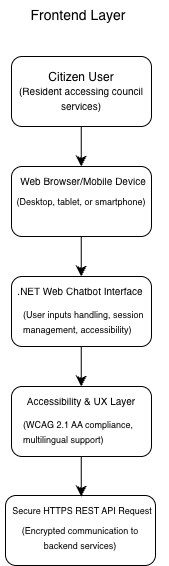 Frontend Layer
Citizen User
(Resident accessing council
services)
Web Browser/Mobile Device
(Desktop, tablet, or smartphone)
.NET Web Chatbot Interface
(User inputs handling, session
management, accessibility)
Accessibility & UX Layer
(WCAG 2.1 AA compliance,
multilingual support)
Secure HTTPS REST API Request
(Encrypted communication to
backend services)